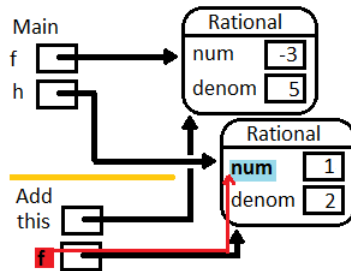 Main
f
h
Rational
num -3
denom 5
Rational
num 1
denom 2
Add
this
f